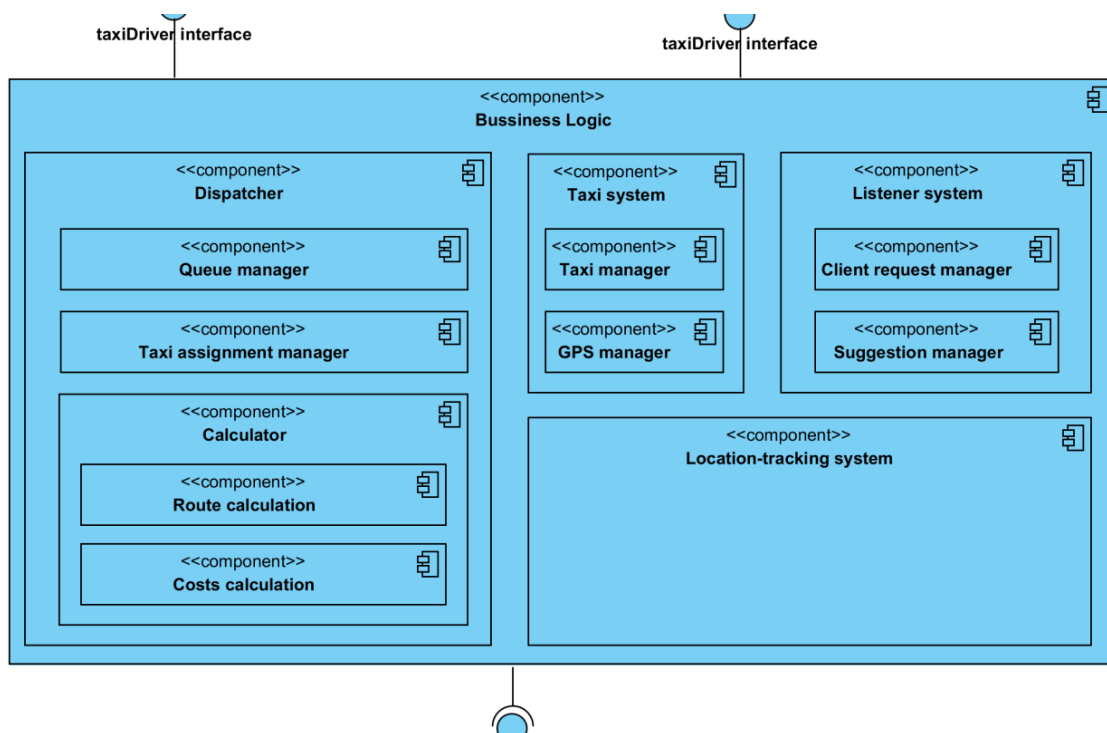 taxiDriver interface
taxiDriver interface
<<component>>
Bussiness Logic
<<component>>
Dispatcher
<<component>>
Queue manager
<<component>>
Taxi assignment manager
<<component>>
Calculator
<<component>>
Route calculation
<<component>>
Costs calculation
<<component>>
Taxi system
<<component>>
Taxi manager
<<component>>
GPS manager
<<component>>
Listener system
<<component>>
Client request manager
<<component>>
Suggestion manager
<<component>>
Location-tracking system